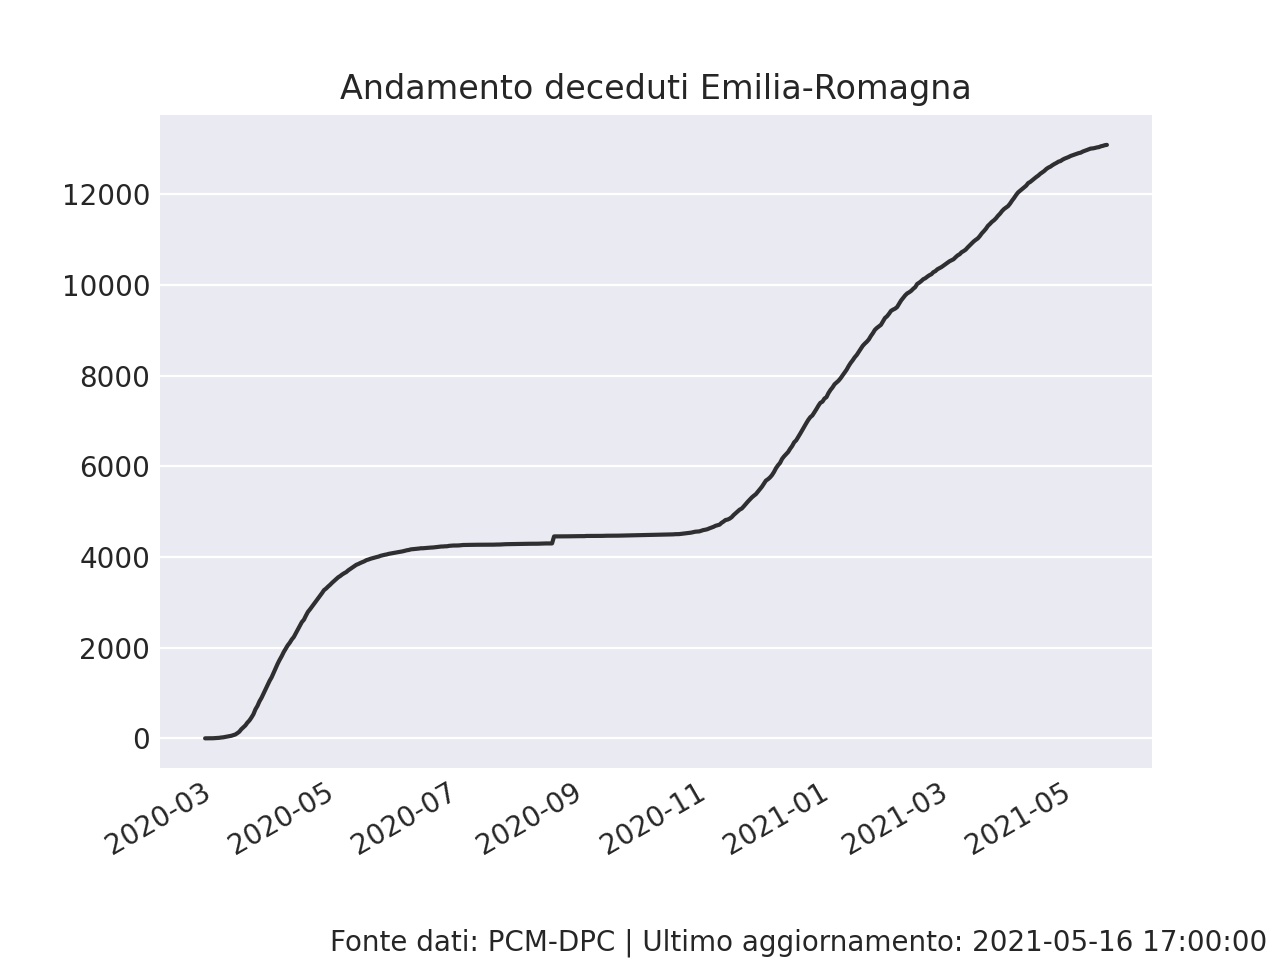 Andamento deceduti Emilia-Romagna
12000
10000
8000
6000
4000
2000
0
2020-03 2020-05 2020-07 2020-09 2020-11 2021-01 2021-03 2021-05
Fonte dati: PCM-DPC | Ultimo aggiornamento: 2021-05-16 17:00:00